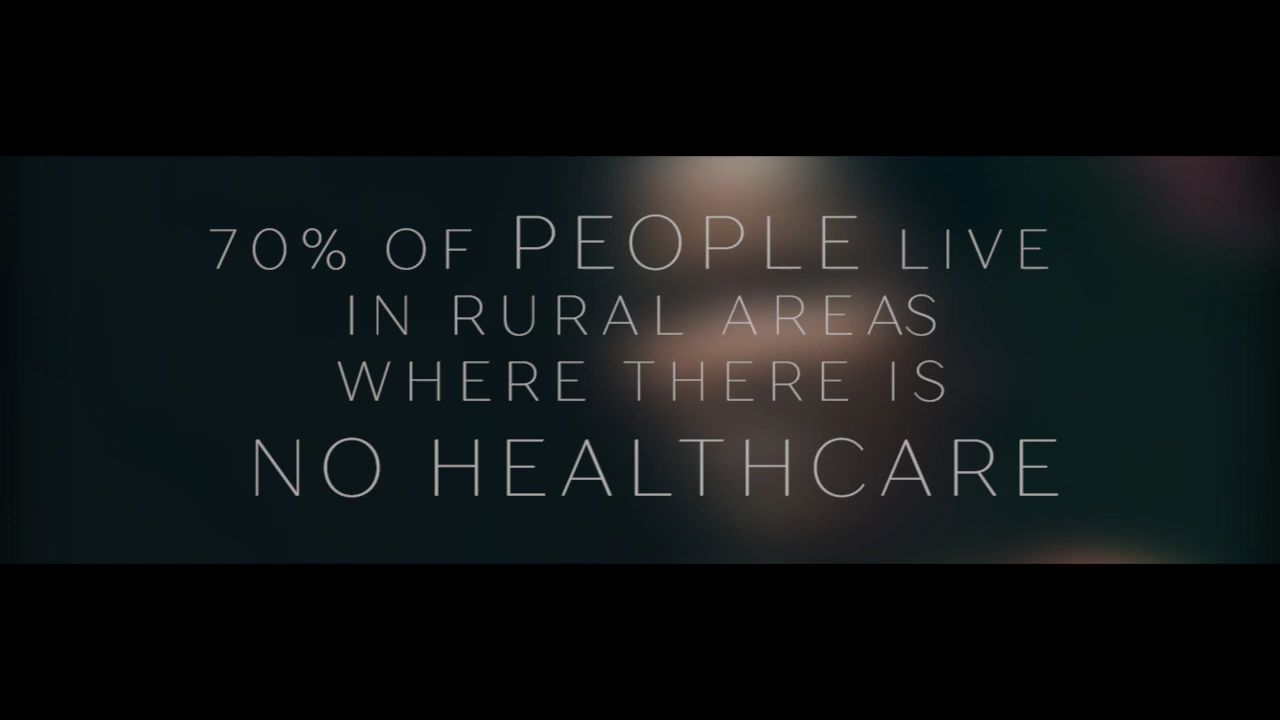 70% OF PEOPLE LIVE
IN RURAL AREAS
WHERE THERE IS
NO HEALTHCARE